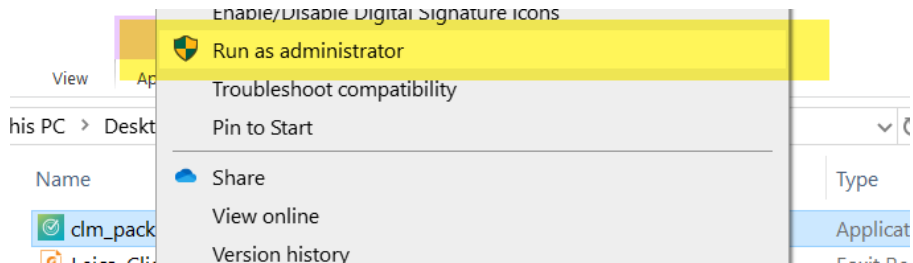 Enable/Disable Digital Signature Icons
Run as administrator
View
Troubleshoot compatibility
his PC > Deskt
Pin to Start
Name
Share
Type
View online
clm_pack
Applicat
Version history